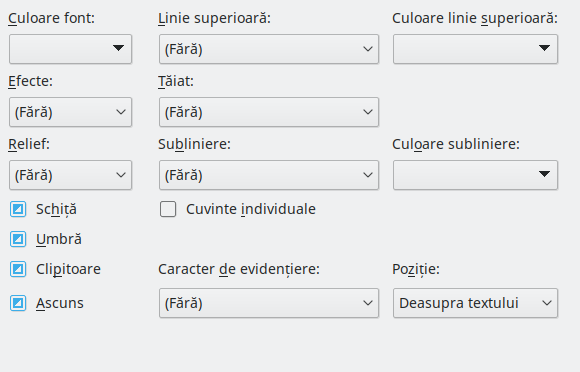 Culoare font: Linie superioară: Culoare linie superioară:
(Fără)
Efecte: Tăiat:
(Fără) (Fără)
Relief: Subliniere: Culoare subliniere:
(Fără) (Fără)
Schiță Cuvinte individuale
Umbră
Clipitoare Caracter de evidențiere: Poziție:
Ascuns (Fără) Deasupra textului